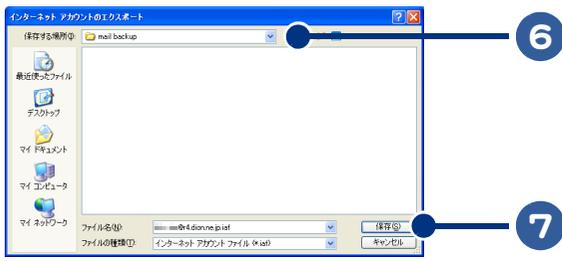 インターネット アカウントのエクスポート
保存する場所(I): mail backup
6
最近使ったファイル
デスクトップ
マイ ドキュメント
マイ コンピュータ
マイ ネットワーク
ファイル名(N): @r4.dion.ne.jp.iaf 保存(S)
7
ファイルの種類(T): インターネット アカウント ファイル (*.iaf) キャンセル